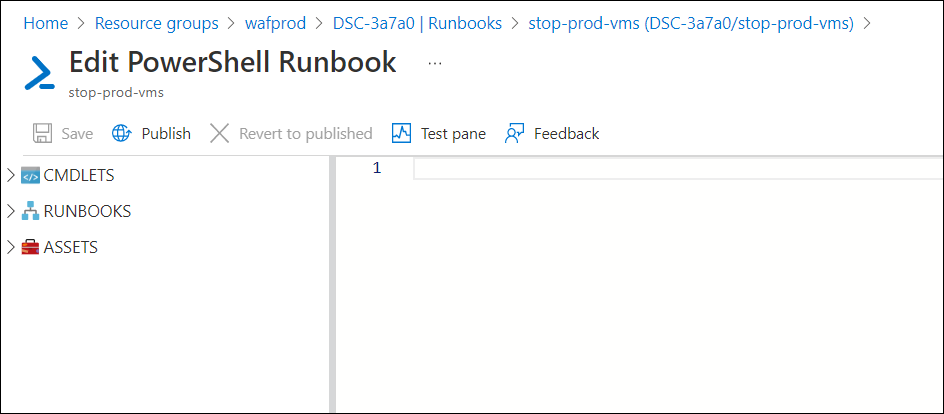 Home > Resource groups > wafprod > DSC-3a7a0 | Runbooks > stop-prod-vms (DSC-3a7a0/stop-prod-vms) >
Edit PowerShell Runbook ...
stop-prod-vms
Save Publish Revert to published Test pane Feedback
CMDLETS
RUNBOOKS
ASSETS
1